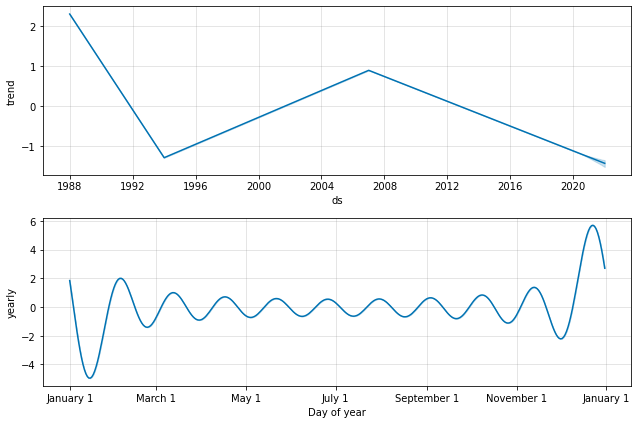 2
1
0
−1
trend
1988 1992 1996 2000 2004 2008 2012 2016 2020
ds
6
4
2
0
−2
−4
yearly
January 1 March 1 May 1 July 1 September 1 November 1 January 1
Day of year